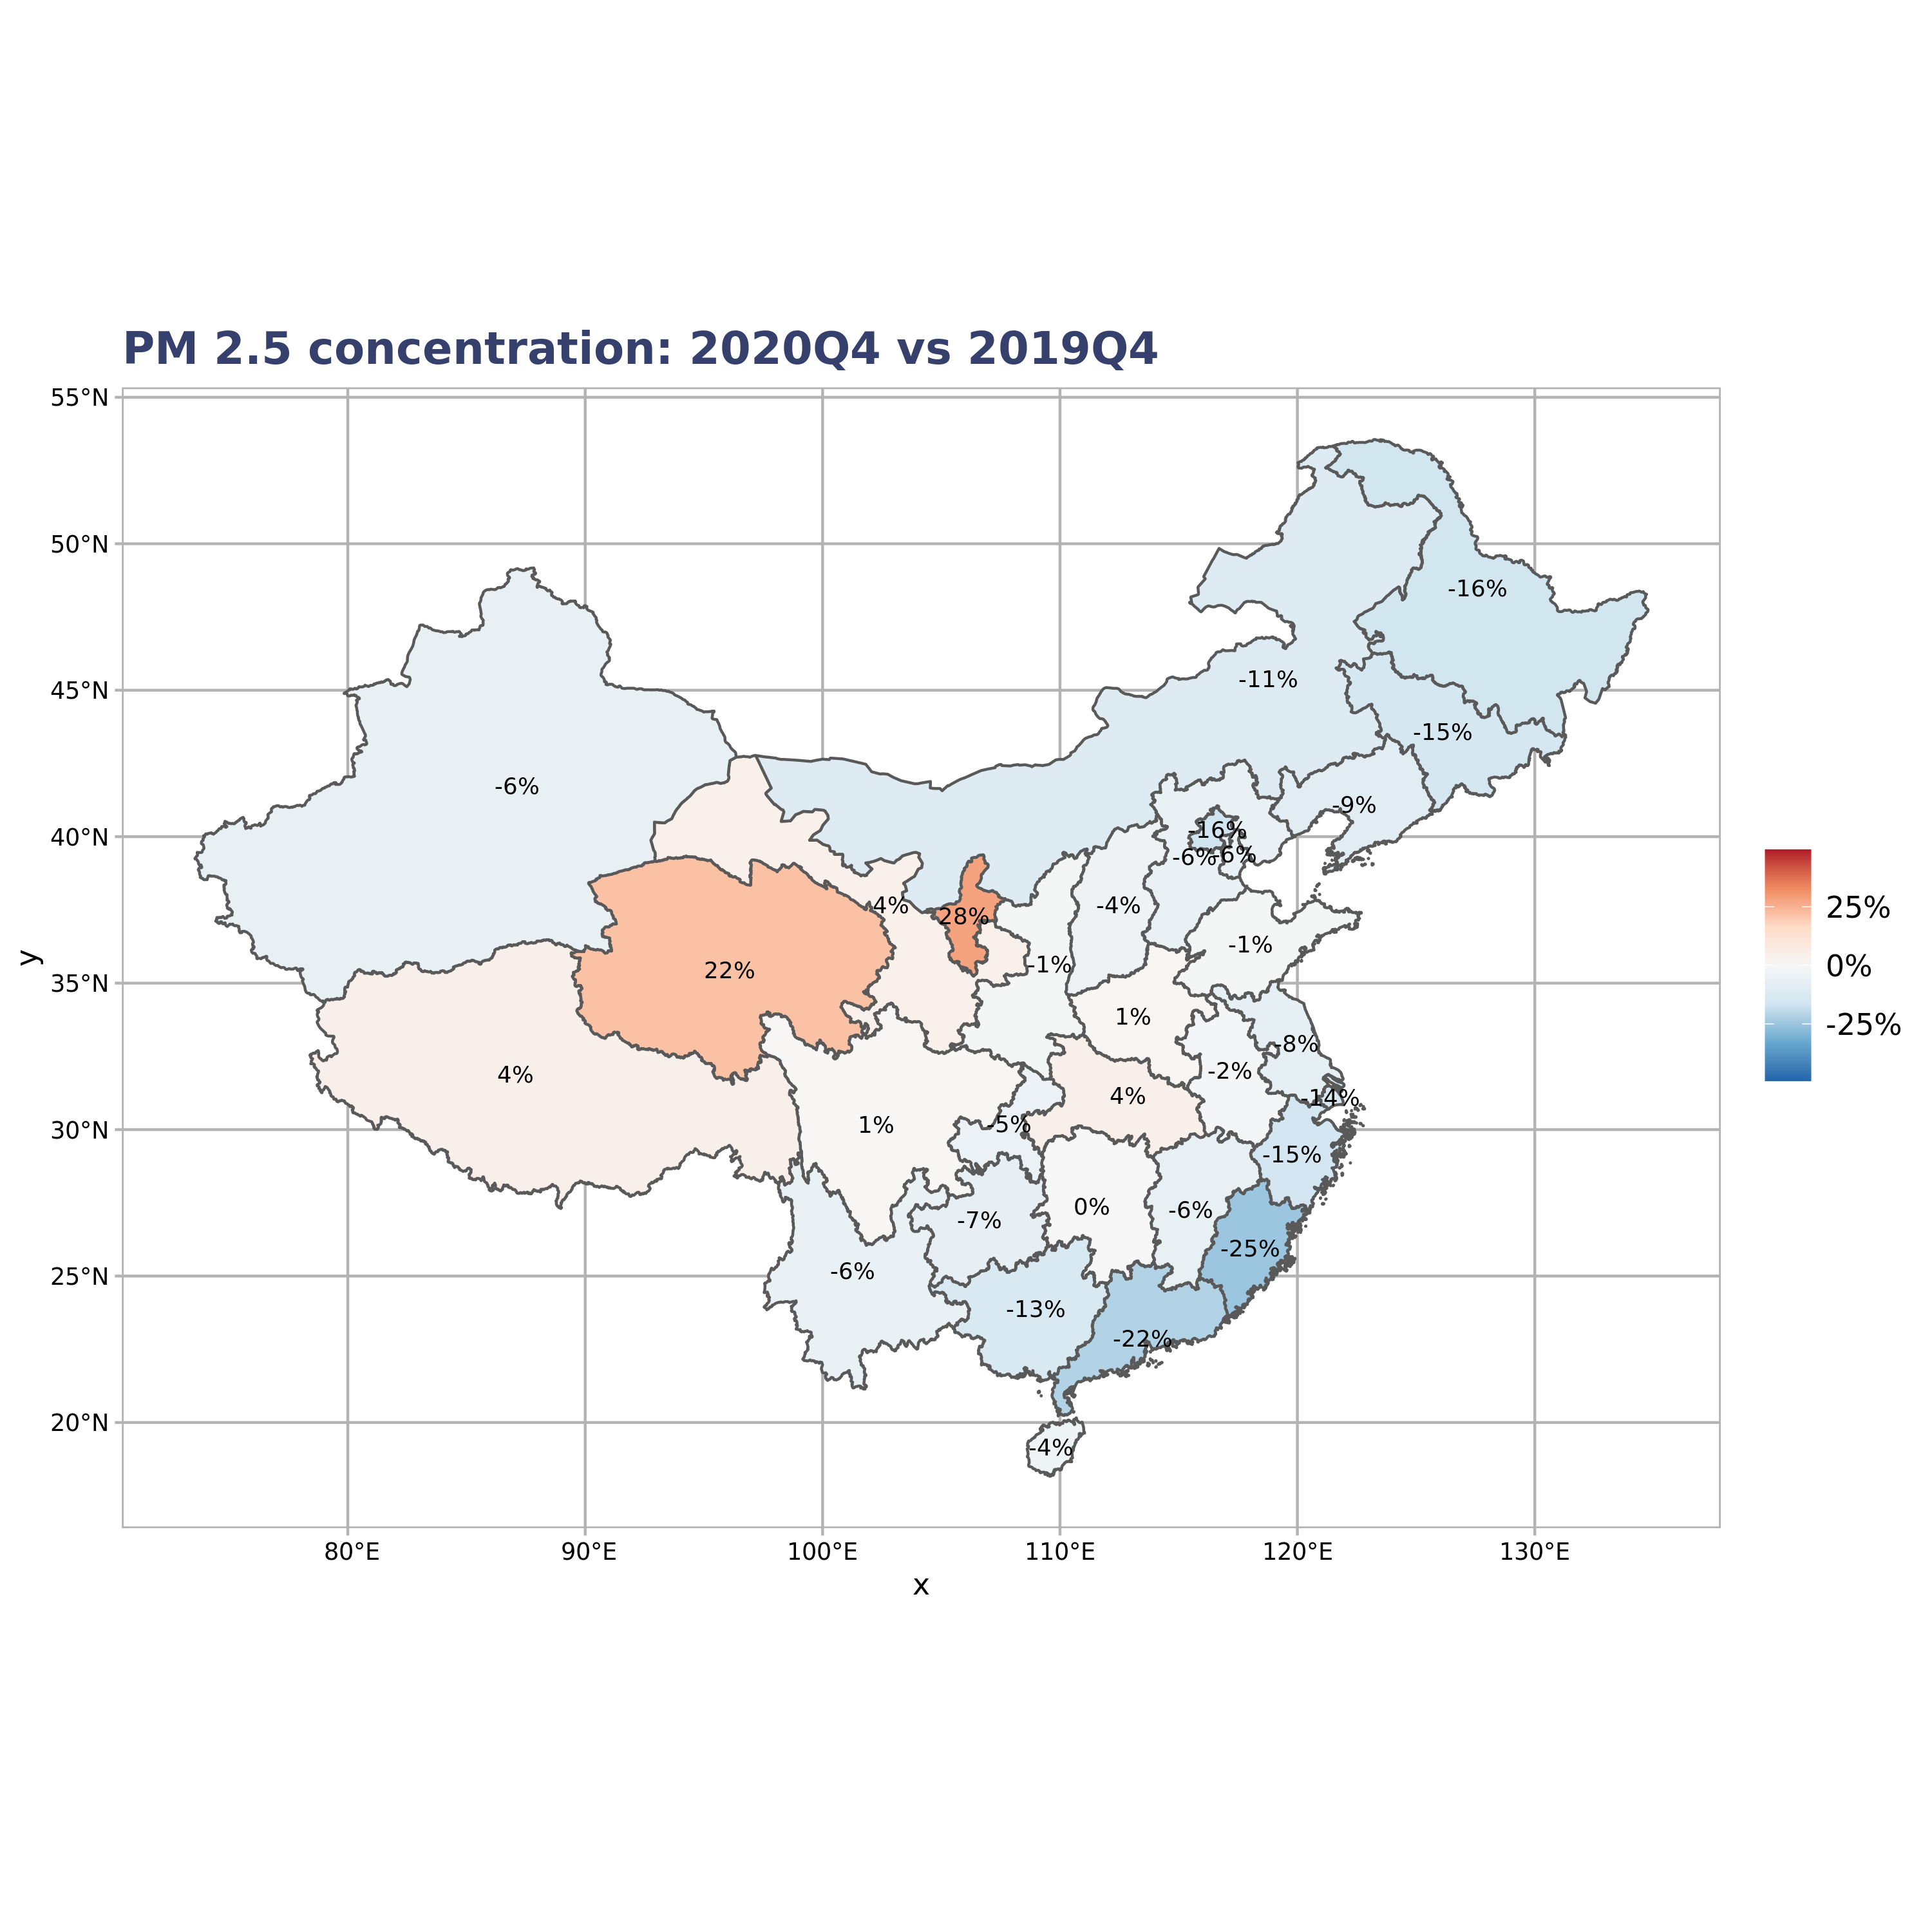 PM 2.5 concentration: 2020Q4 vs 2019Q4
55°N
50°N
45°N
40°N
35°N
30°N
25°N
20°N
y
-16%
-11%
-15%
-6%
-9%
-16%
-6%
-6%
4%
28%
-4%
-1%
22%
-1%
1%
-8%
4%
-2%
4%
-14%
1%
-5%
-15%
-7%
0%
-6%
-25%
-6%
-13%
-22%
-4%
80°E
90°E
100°E
110°E
120°E
130°E
x
25%
0%
-25%